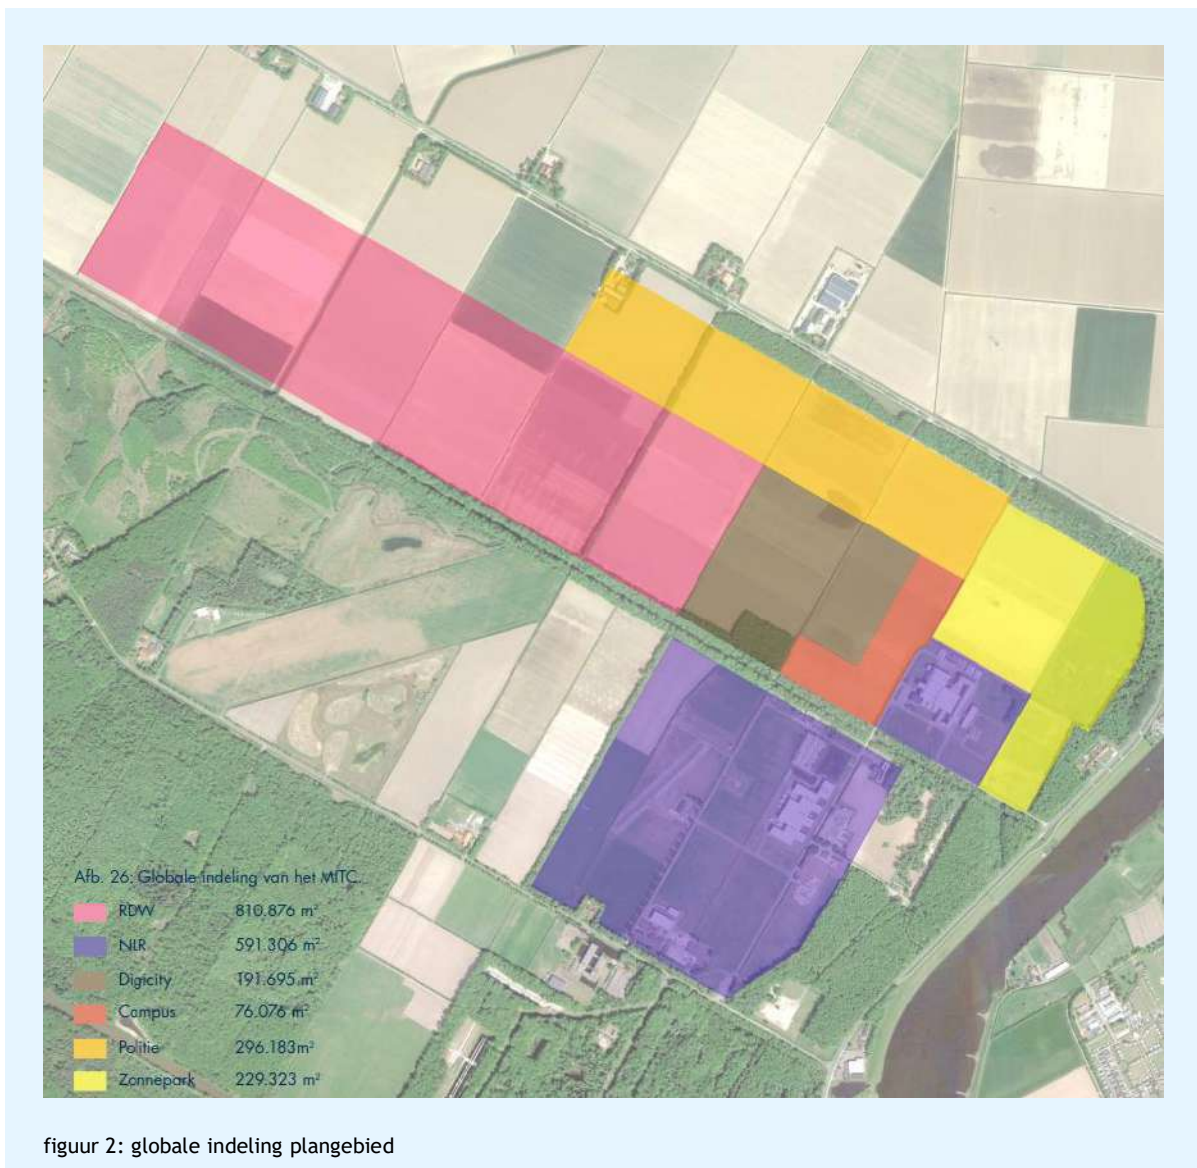 Afb. 26: Globale indeling van het MITC.
RDW 810.876 m²
NLR 591.306 m²
Digicity 191.695 m²
Campus 76.076 m²
Politie 296.183m²
Zonnepark 229.323 m²
figuur 2: globale indeling plangebied